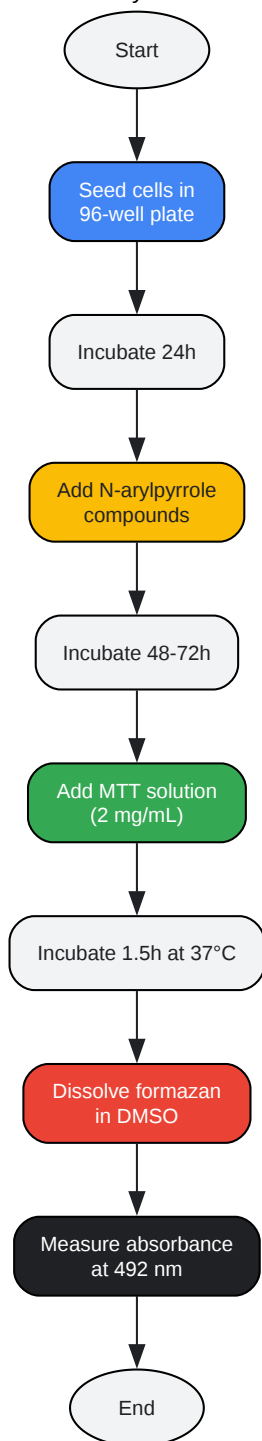 Start
Seed cells in
96-well plate
Incubate 24h
Add N-arylpyrrole
compounds
Incubate 48-72h
Add MTT solution
(2 mg/mL)
Incubate 1.5h at 37°C
Dissolve formazan
in DMSO
Measure absorbance
at 492 nm
End